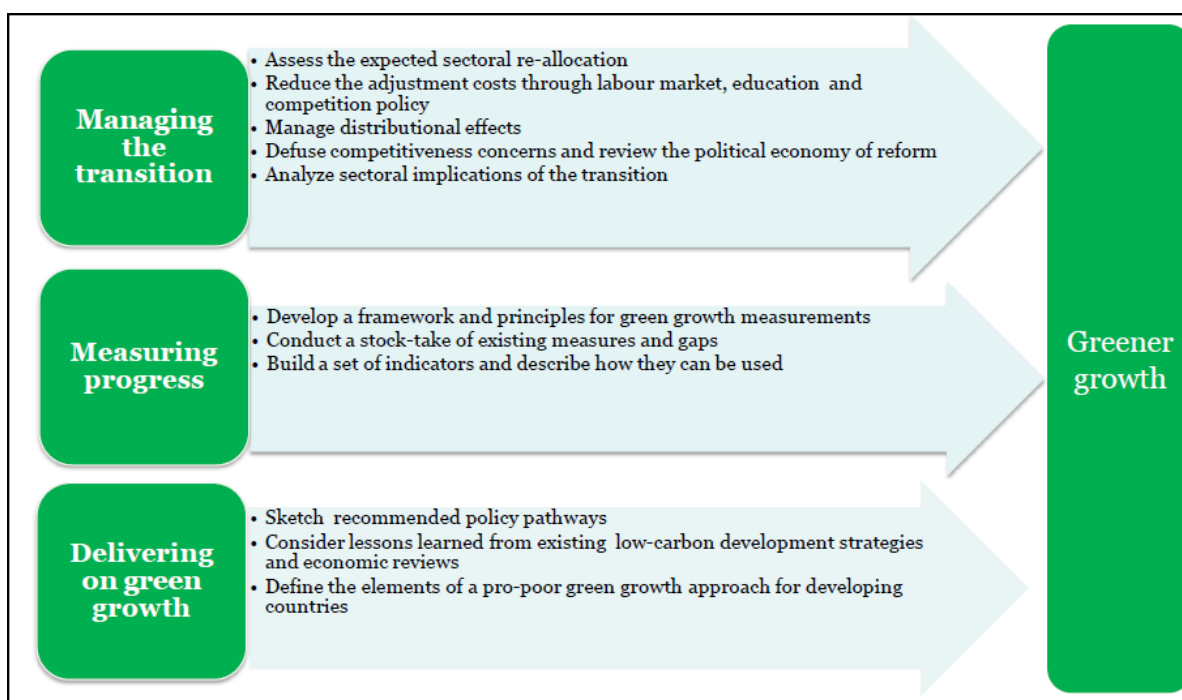 Managing
the
transition
• Assess the expected sectoral re-allocation
• Reduce the adjustment costs through labour market, education and
competition policy
• Manage distributional effects
• Defuse competitiveness concerns and review the political economy of reform
• Analyze sectoral implications of the transition
Measuring
progress
• Develop a framework and principles for green growth measurements
• Conduct a stock-take of existing measures and gaps
• Build a set of indicators and describe how they can be used
Delivering
on green
growth
• Sketch recommended policy pathways
• Consider lessons learned from existing low-carbon development strategies
and economic reviews
• Define the elements of a pro-poor green growth approach for developing
countries
Greener
growth